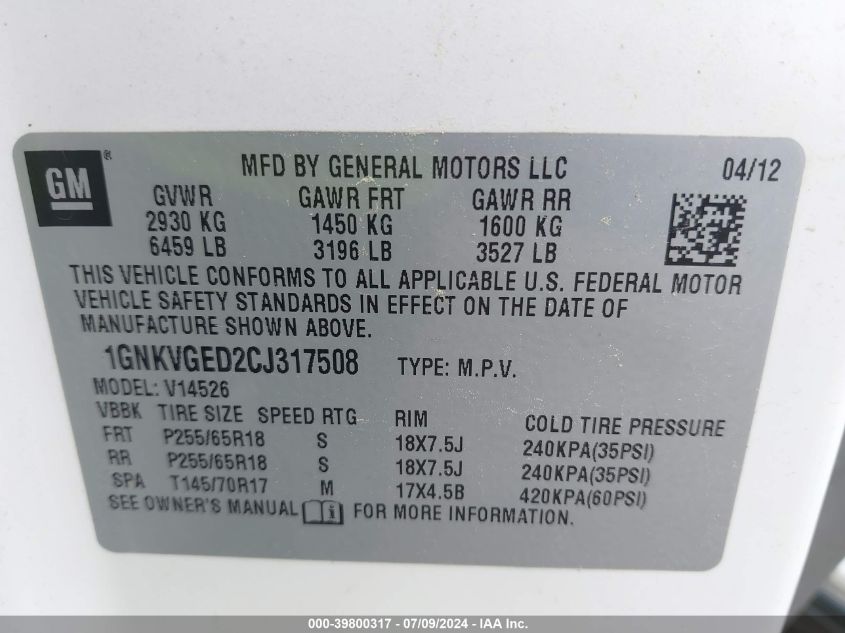 GM ® MFD BY GENERAL MOTORS LLC 04/12
GVWR GAWR FRT GAWR RR
2930 KG 1450 KG 1600 KG
6459 LB 3196 LB 3527 LB
THIS VEHICLE CONFORMS TO ALL APPLICABLE U.S. FEDERAL MOTOR
VEHICLE SAFETY STANDARDS IN EFFECT ON THE DATE OF
MANUFACTURE SHOWN ABOVE.
1GNKVGED2CJ317508 TYPE: M.P.V.
MODEL: V14526
VBBK TIRE SIZE SPEED RTG RIM COLD TIRE PRESSURE
FRT P255/65R18 S 18X7.5J 240KPA(35PSI)
RR P255/65R18 S 18X7.5J 240KPA(35PSI)
SPA T145/70R17 M 17X4.5B 420KPA(60PSI)
SEE OWNER'S MANUAL i FOR MORE INFORMATION.
000-39800317 - 07/09/2024 - IAA Inc.